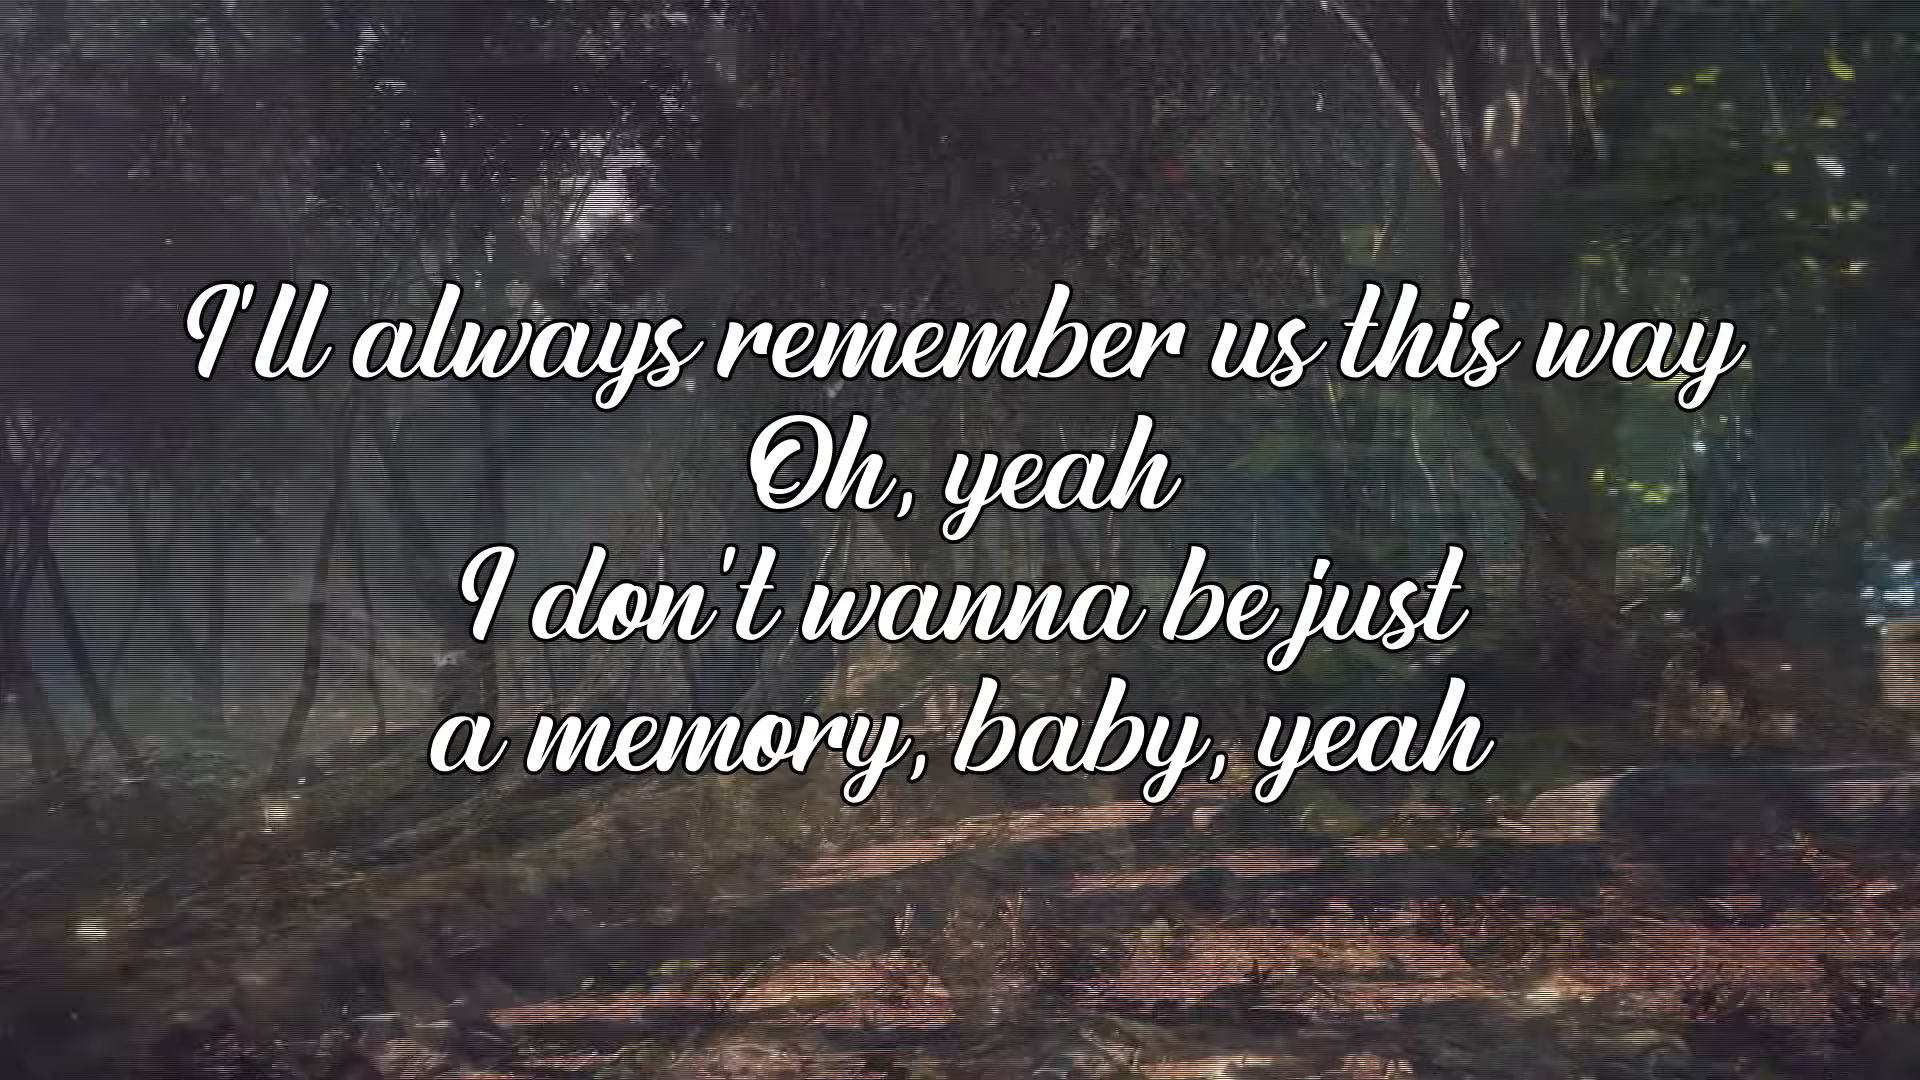 I'll always remember us this way
Oh, yeah
I don't wanna be just
a memory, baby, yeah